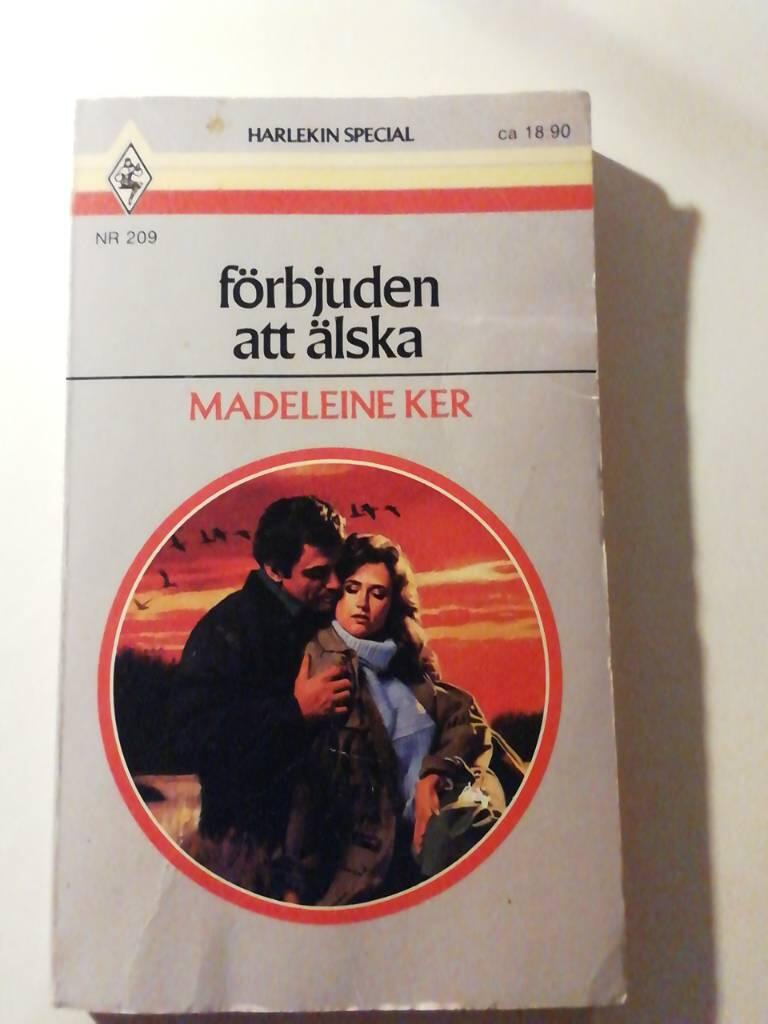 HARLEKIN SPECIAL
ca 18 90
NR 209
förbjuden
att älska
MADELEINE KER